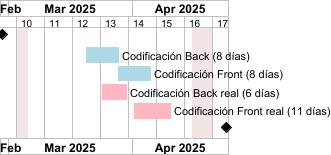 Feb Mar 2025 Apr 2025
10 12 13 14 15 16 17
Codificación Back (8 días)
Codificación Front (8 días)
Codificación Back real (6 días)
Codificación Front real (11 días)
Feb Mar 2025 Apr 2025